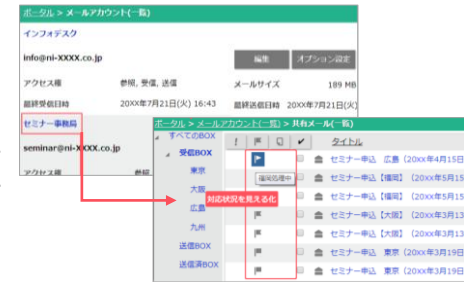 ポータル > メールアカウント(一覧)
インフォデスク
info@ni-XXXX.co.jp
編集 オプション設定
アクセス権 参照, 受信, 送信 メールサイズ 189 MB
最終受信日時 20XX年7月21日(火) 16:43 最終送信日時 20XX年7月21日(火)
セミナー事務局
seminar@ni-XXXX.co.jp
アクセス権 参照
ポータル > メールアカウント(一覧) > 共有メール(一覧)
すべてのBOX
受信BOX
東京
大阪
広島
九州
送信BOX
送信済BOX
! タイトル
福岡処理中
対応状況を見える化
セミナー申込 広島 (20xx年4月15日
セミナー申込【福岡】 (20xx年5月15
セミナー申込【福岡】 (20xx年5月15
セミナー申込【大阪】 (20xx年3月13
セミナー申込【大阪】 (20xx年3月13
セミナー申込 東京 (20xx年3月19日
セミナー申込 東京 (20xx年3月19日